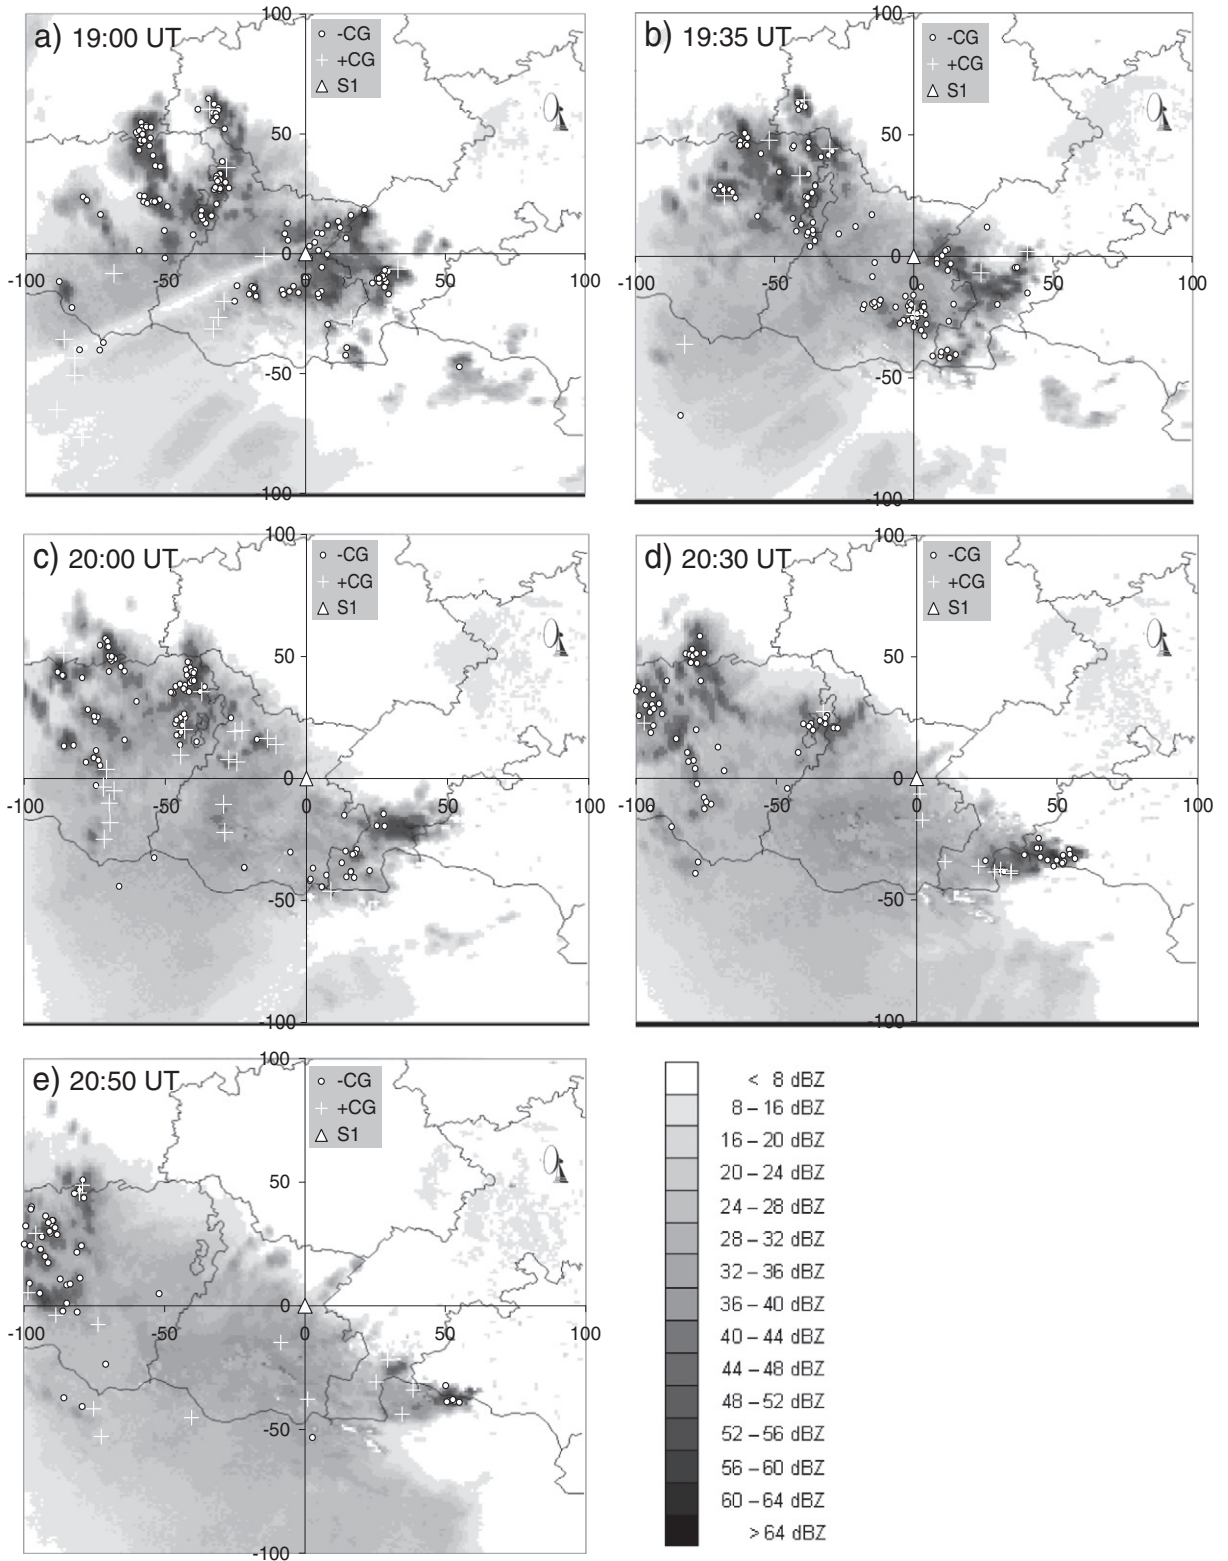 a) 19:00 UT
-CG
+CG
S1
100
50
0
-50
-100
-100
-50
50
100
b) 19:35 UT
-CG
+CG
S1
100
50
0
-50
-100
-100
-50
50
100
c) 20:00 UT
-CG
+CG
S1
100
50
0
-50
-100
-100
-50
0
50
100
d) 20:30 UT
-CG
+CG
S1
100
50
0
-50
-100
-100
-50
0
50
100
e) 20:50 UT
-CG
+CG
S1
100
50
0
-50
-100
-100
-50
0
50
100
< 8 dBZ
8 – 16 dBZ
16 – 20 dBZ
20 – 24 dBZ
24 – 28 dBZ
28 – 32 dBZ
32 – 36 dBZ
36 – 40 dBZ
40 – 44 dBZ
44 – 48 dBZ
48 – 52 dBZ
52 – 56 dBZ
56 – 60 dBZ
60 – 64 dBZ
> 64 dBZ